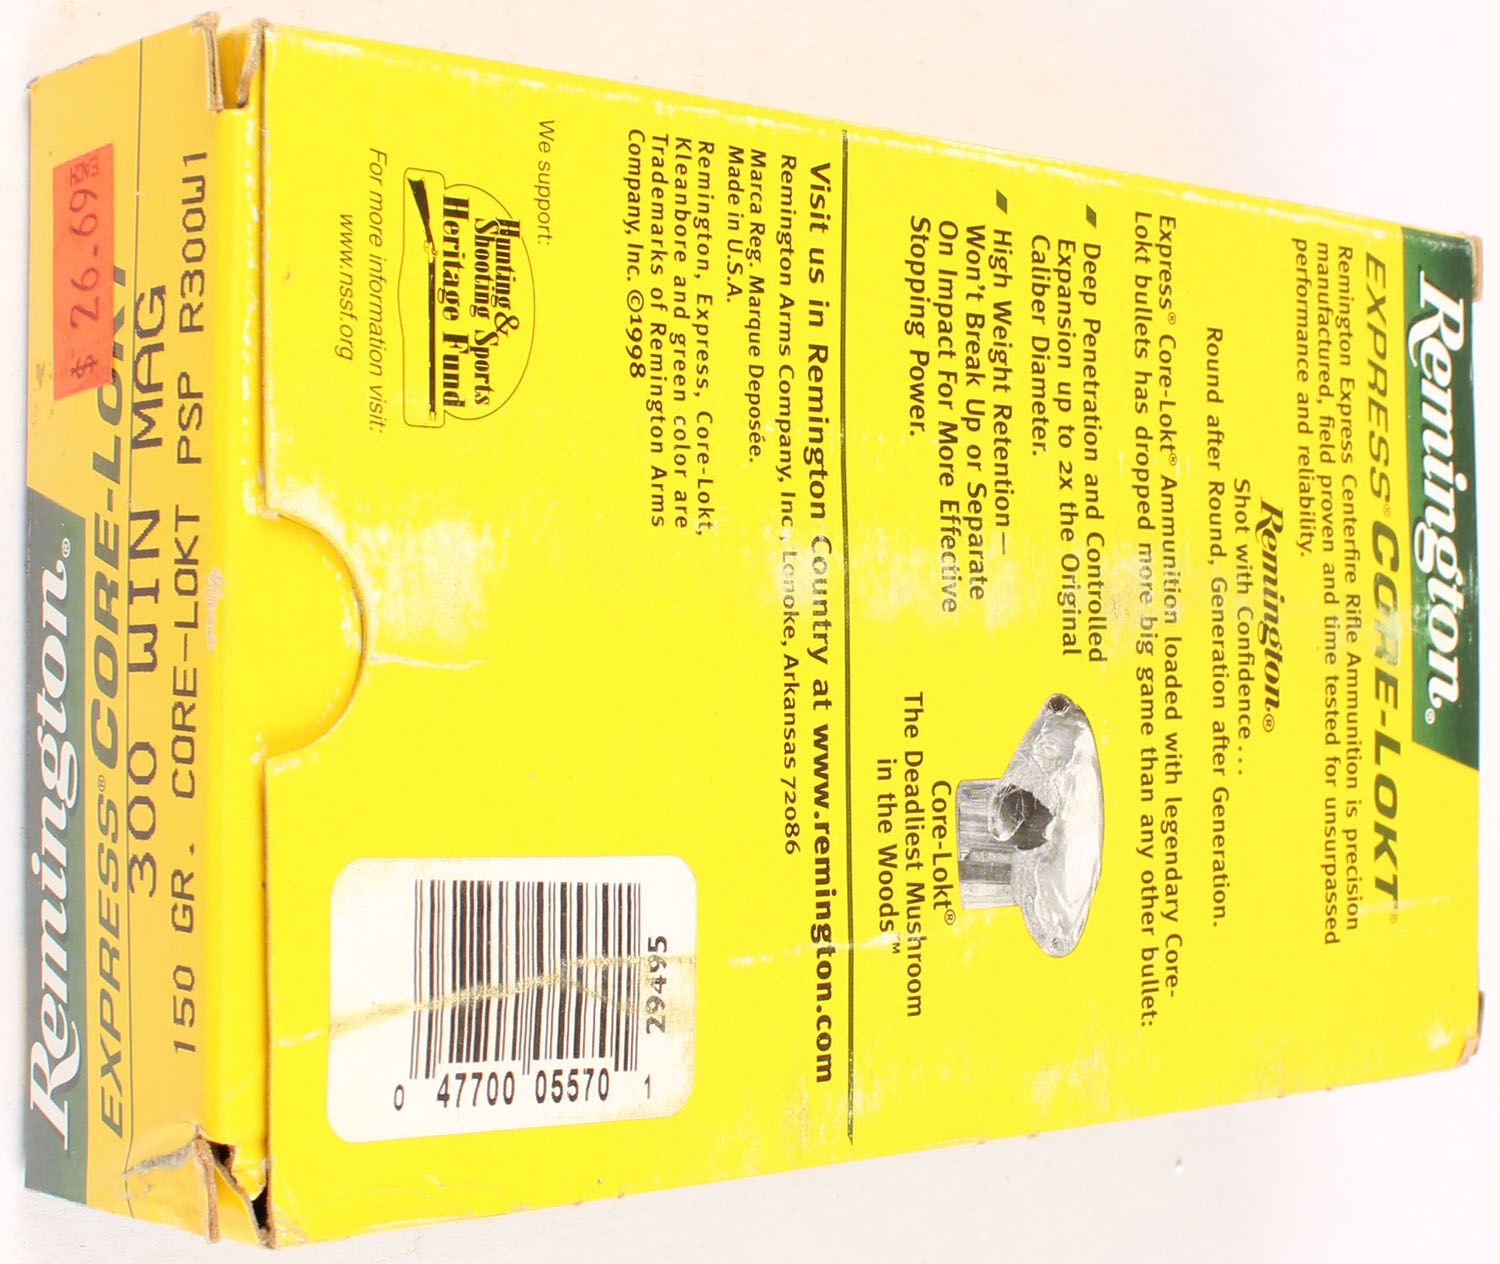 Remington®
EXPRESS® CORE-LOKT®
Remington Express Centerfire Rifle Ammunition is precision
manufactured, field proven and time tested for unsurpassed
performance and reliability.
Remington®
Shot with Confidence...
Round after Round, Generation after Generation.
Express® Core-Lokt® Ammunition loaded with legendary Core-
Lokt bullets has dropped more big game than any other bullet:
Deep Penetration and Controlled
Expansion up to 2x the Original
Caliber Diameter.
High Weight Retention—
Won't Break Up or Separate
On Impact For More Effective
Stopping Power.
Core-Lokt®
The Deadliest Mushroom
in the Woods™
Visit us in Remington Country at www.remington.com
Remington Arms Company, Inc., Lonoke, Arkansas 72086
Marca Reg. Marque Deposée.
Made in U.S.A.
Remington, Express, Core-Lokt,
Kleanbore and green color are
Trademarks of Remington Arms
Company, Inc. ©1998
We support:
Hunting &
Shooting Sports
Heritage Fund
For more information visit:
www.nssf.org
29495
0 47700 05570 1
150 GR. CORE-LOKT PSP R300W1
300 WIN MAG
EXPRESS® CORE-LOKT
Remington®
$ 26.69
EACH